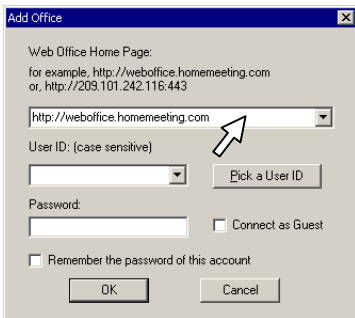 Add Office
Web Office Home Page:
for example, http://weboffice.homemeeting.com
or, http://209.101.242.116:443
http://weboffice.homemeeting.com
User ID: (case sensitive)
Pick a User ID
Password:
Connect as Guest
Remember the password of this account
OK Cancel